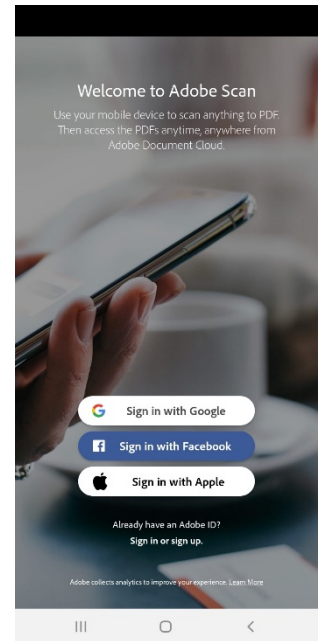 Welcome to Adobe Scan
Use your mobile device to scan anything to PDF.
Then access the PDFs anytime, anywhere from
Adobe Document Cloud.
Sign in with Google
Sign in with Facebook
Sign in with Apple
Already have an Adobe ID?
Sign in or sign up.
Adobe collects analytics to improve your experience. Learn More